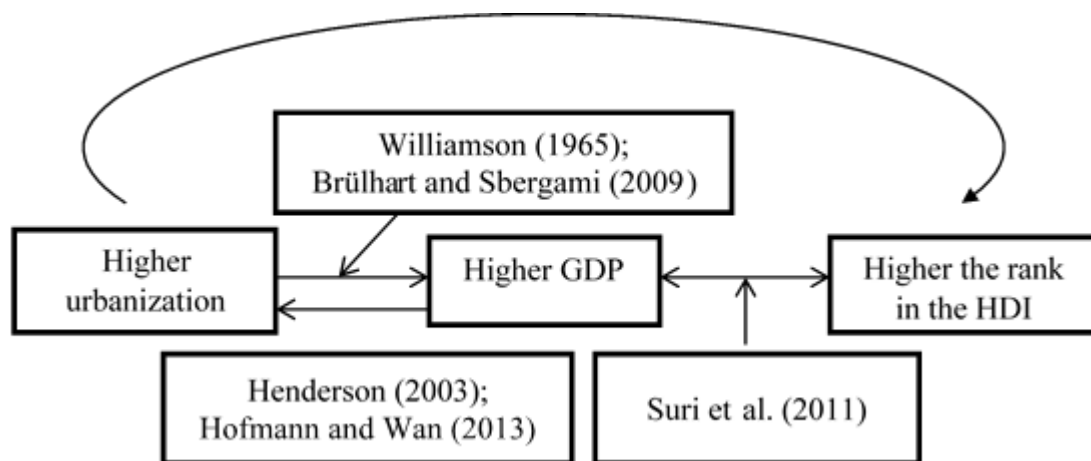 Williamson (1965);
Brülhart and Sbergami (2009)
Higher
urbanization
Higher GDP
Higher the rank
in the HDI
Henderson (2003);
Hofmann and Wan (2013)
Suri et al. (2011)